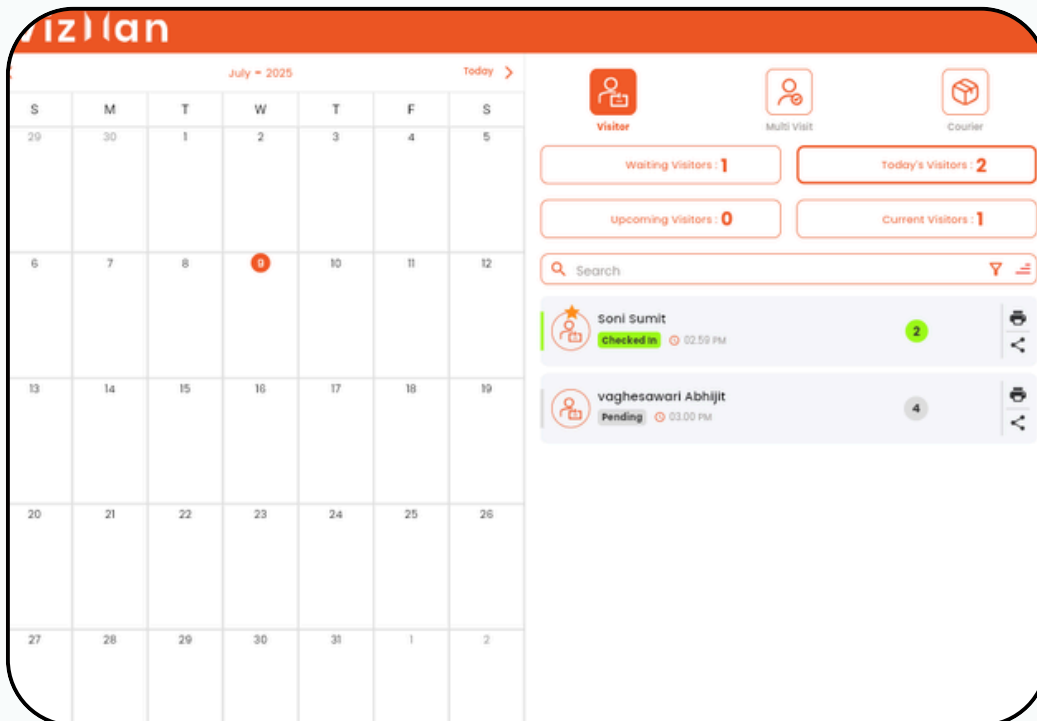 July - 2025
Today
S M T W T F S
29 30 1 2 3 4 5
6 7 8 9 10 11 12
13 14 15 16 17 18 19
20 21 22 23 24 25 26
27 28 29 30 31 1 2
Visitor
Multi Visit
Courier
Waiting Visitors : 1
Today's Visitors : 2
Upcoming Visitors : 0
Current Visitors : 1
Search
Soni Sumit
2
Checked In 02.59 PM
vaghesawari Abhijit
4
Pending 03.00 PM